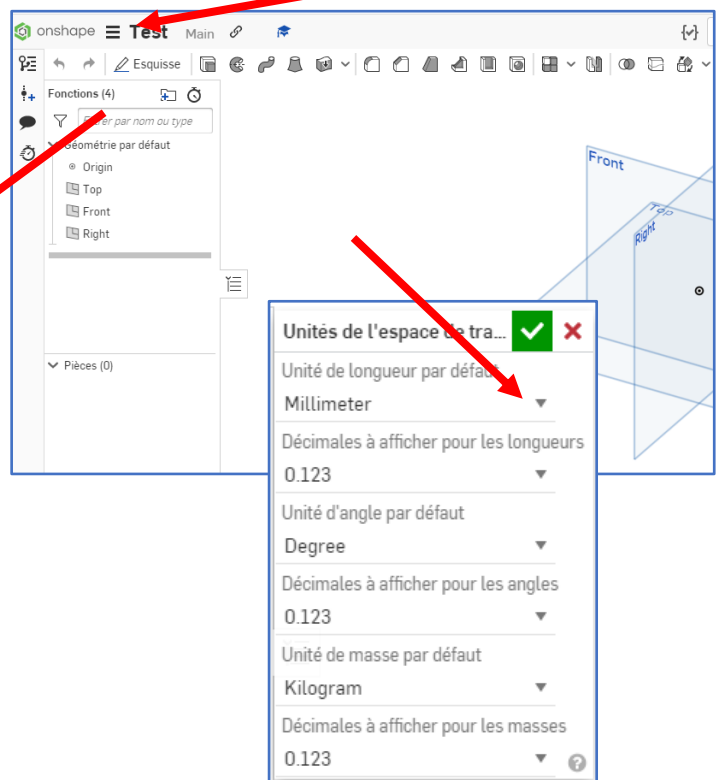 onshape Test Main
Esquisse
Fonctions (4)
Filtrer par nom ou type
Géométrie par défaut
Origin
Top
Front
Right
Pièces (0)
Front
Top
Right
Unités de l'espace de tra...
Unité de longueur par défaut
Millimeter
Décimales à afficher pour les longueurs
0.123
Unité d'angle par défaut
Degree
Décimales à afficher pour les angles
0.123
Unité de masse par défaut
Kilogram
Décimales à afficher pour les masses
0.123